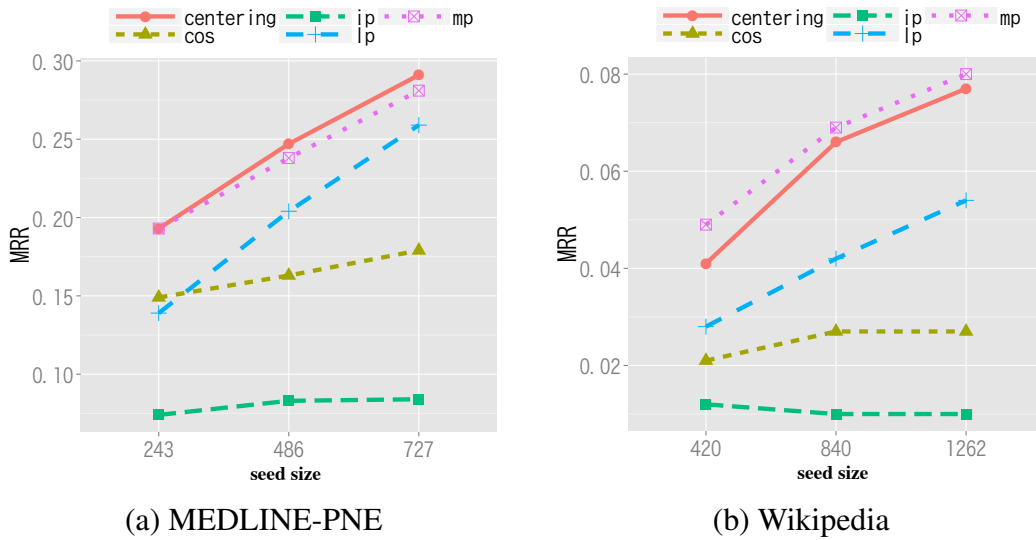 centering ip mp
cos lp
MRR
0.30
0.25
0.20
0.15
0.10
243 486 727
seed size
(a) MEDLINE-PNE
centering ip mp
cos lp
MRR
0.08
0.06
0.04
0.02
420 840 1262
seed size
(b) Wikipedia